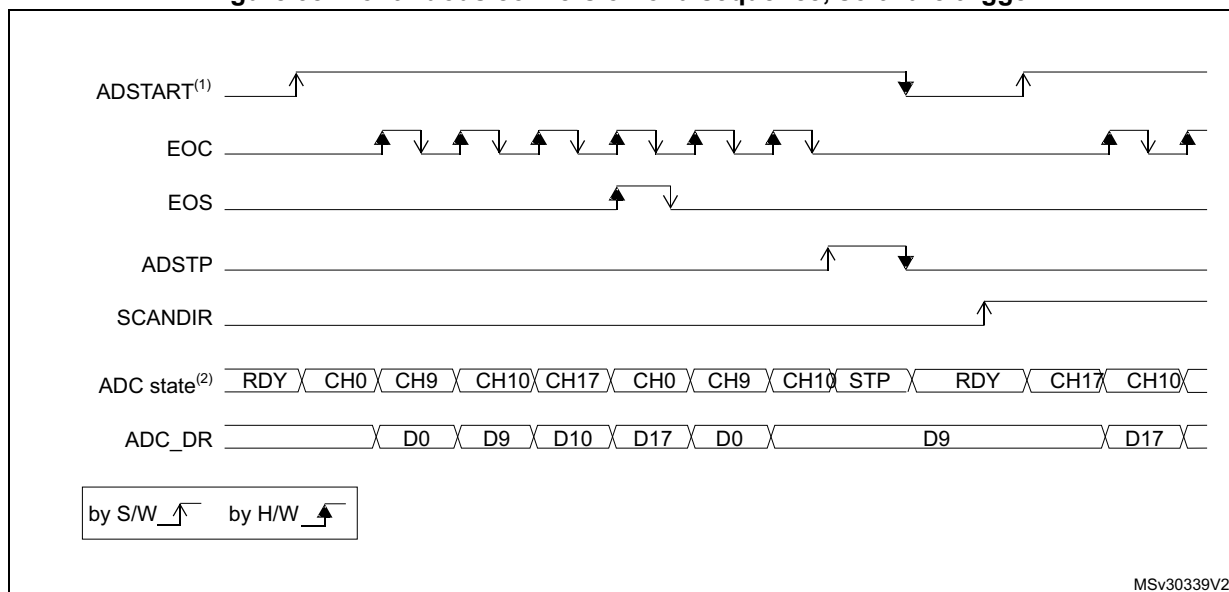 ADSTART(1)
EOC
EOS
ADSTP
SCANDIR
ADC state(2) RDY CH0 CH9 CH10 CH17 CH0 CH9 CH10 STP RDY CH17 CH10
ADC_DR D0 D9 D10 D17 D0 D9 D17
by S/W by H/W
MSv30339V2